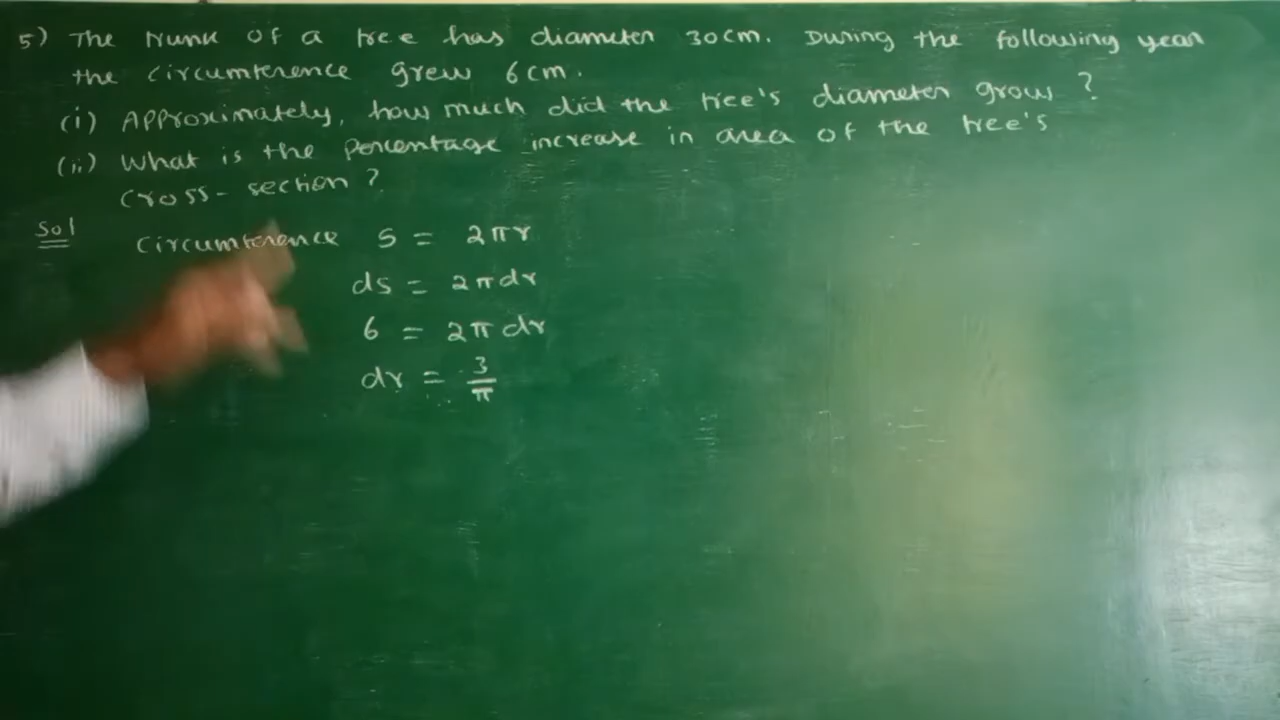 5) The trunk of a tree has diameter 30cm. During the following year
the circumference grew 6cm.
(i) Approximately, how much did the tree's diameter grow?
(ii) What is the percentage increase in area of the tree's
cross-section?
Sol
Circumference S = 2πr
ds = 2πdr
6 = 2πdr
dr = 3/π